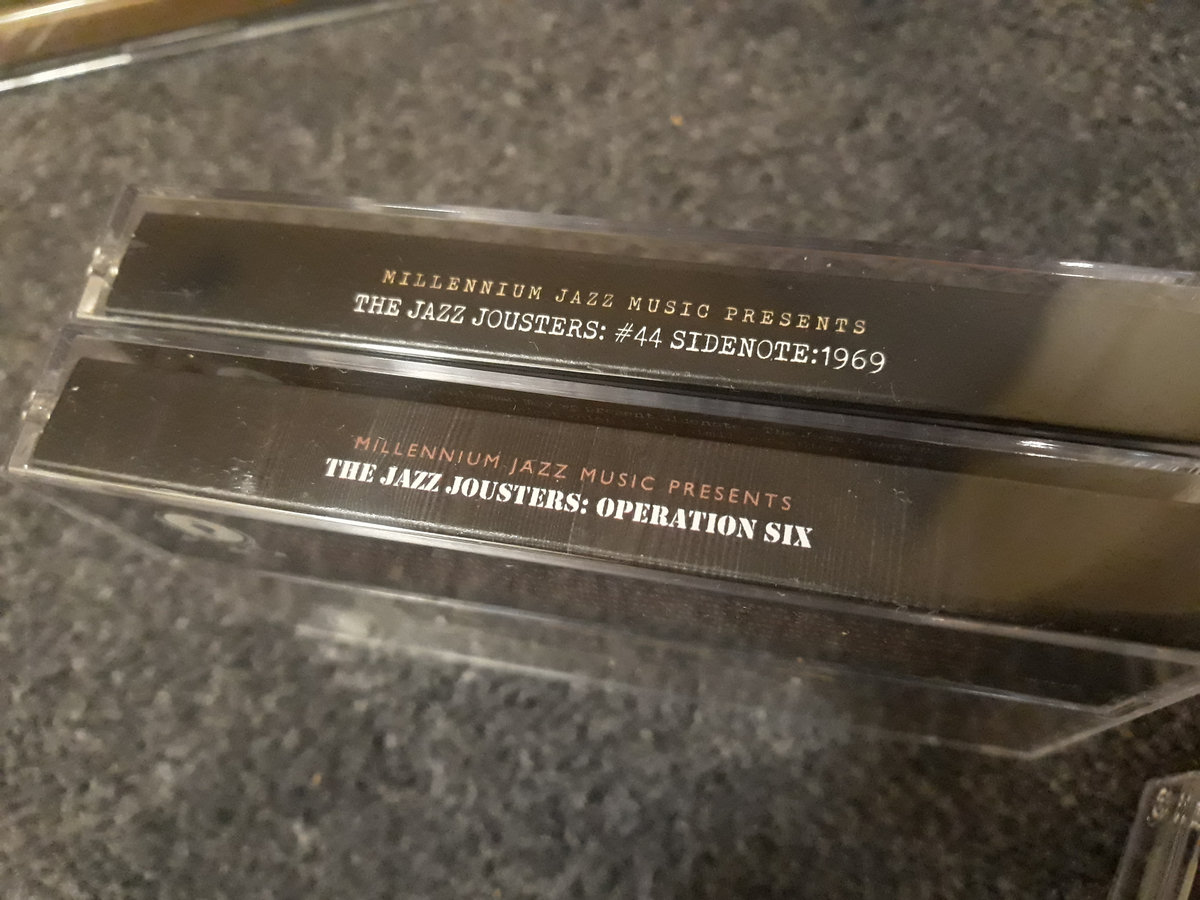 MILLENNIUM JAZZ MUSIC PRESENTS
THE JAZZ JOUSTERS: #44 SIDENOTE:1969
MILLENNIUM JAZZ MUSIC PRESENTS
THE JAZZ JOUSTERS: OPERATION SIX